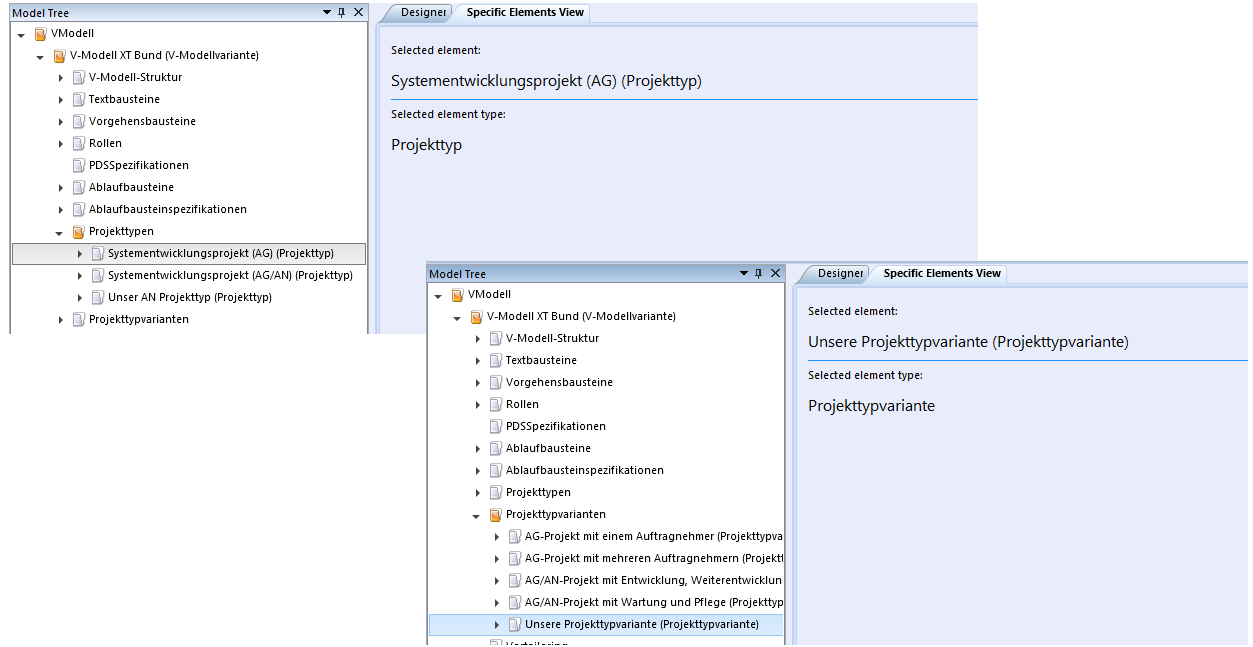 Model Tree
VModell
V-Modell XT Bund (V-Modellvariante)
V-Modell-Struktur
Textbausteine
Vorgehensbausteine
Rollen
PDSSpezifikationen
Ablaufbausteine
Ablaufbausteinspezifikationen
Projekttypen
Systementwicklungsprojekt (AG) (Projekttyp)
Systementwicklungsprojekt (AG/AN) (Projekttyp)
Unser AN Projekttyp (Projekttyp)
Projekttypvarianten
Designer Specific Elements View
Selected element:
Systementwicklungsprojekt (AG) (Projekttyp)
Selected element type:
Projekttyp
Model Tree
VModell
V-Modell XT Bund (V-Modellvariante)
V-Modell-Struktur
Textbausteine
Vorgehensbausteine
Rollen
PDSSpezifikationen
Ablaufbausteine
Ablaufbausteinspezifikationen
Projekttypen
Projekttypvarianten
AG-Projekt mit einem Auftragnehmer (Projekttypva
AG-Projekt mit mehreren Auftragnehmern (Projekt
AG/AN-Projekt mit Entwicklung, Weiterentwicklun
AG/AN-Projekt mit Wartung und Pflege (Projekttyp
Unsere Projekttypvariante (Projekttypvariante)
Designer Specific Elements View
Selected element:
Unsere Projekttypvariante (Projekttypvariante)
Selected element type:
Projekttypvariante